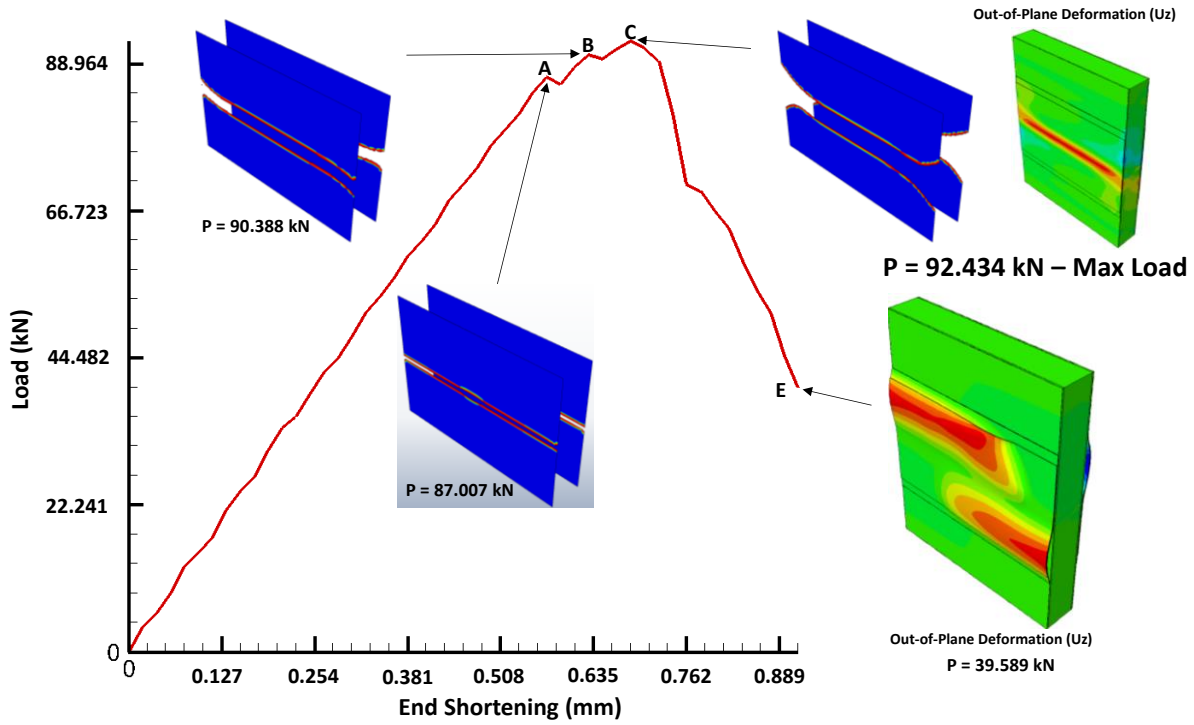 Out-of-Plane Deformation (Uz)
C
B
A
88.964
P = 90.388 kN
66.723
P = 92.434 kN – Max Load
44.482
Load (kN)
E
P = 87.007 kN
22.241
Out-of-Plane Deformation (Uz)
P = 39.589 kN
0
0
0.127
0.254
0.381
0.508
0.635
0.762
0.889
End Shortening (mm)